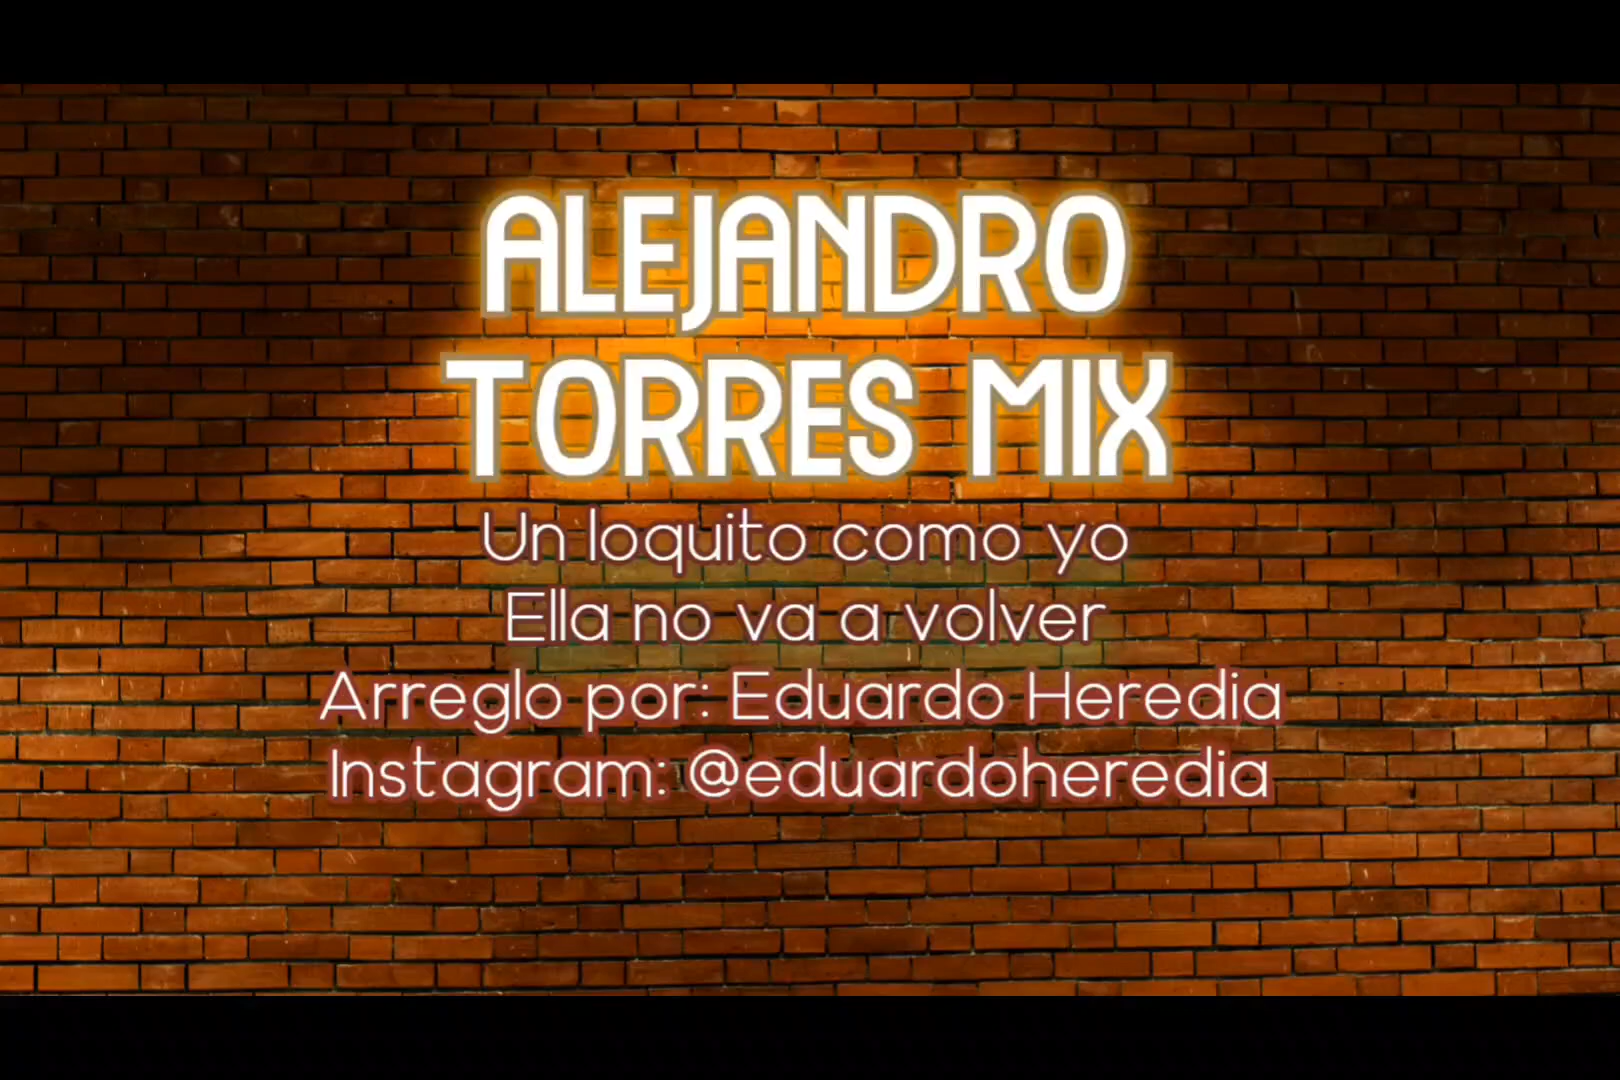 ALEJANDRO
TORRES MIX
Un loquito como yo
Ella no va a volver
Arreglo por: Eduardo Heredia
Instagram: @eduardoheredia